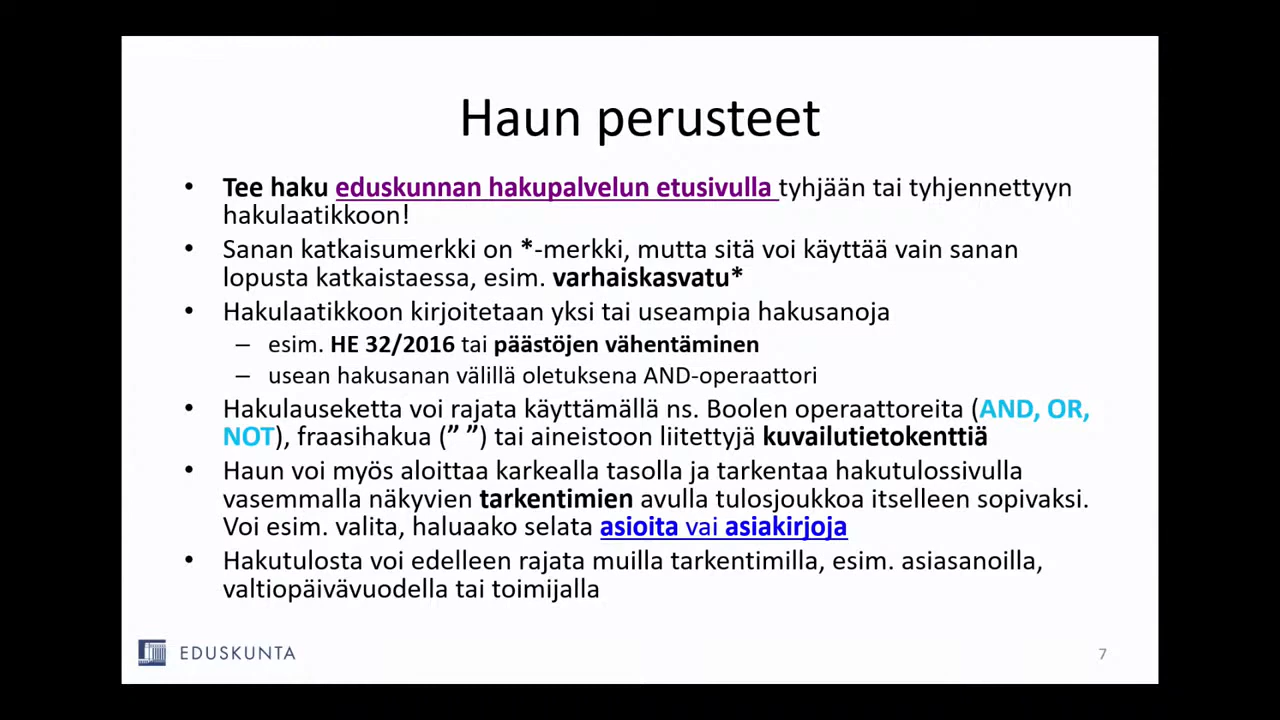 Haun perusteet
• Tee haku eduskunnan hakupalvelun etusivulla tyhjään tai tyhjennettyyn
hakulaatikkoon!
• Sanan katkaisumerkki on *-merkki, mutta sitä voi käyttää vain sanan
lopusta katkaistaessa, esim. varhaiskasvatu*
• Hakulaatikkoon kirjoitetaan yksi tai useampia hakusanoja
– esim. HE 32/2016 tai päästöjen vähentäminen
– usean hakusanan välillä oletuksena AND-operaattori
• Hakulauseketta voi rajata käyttämällä ns. Boolen operaattoreita (AND, OR,
NOT), fraasihakua (” ”) tai aineistoon liitettyjä kuvailutietokenttiä
• Haun voi myös aloittaa karkealla tasolla ja tarkentaa hakutulossivulla
vasemmalla näkyvien tarkentimien avulla tulosjoukkoa itselleen sopivaksi.
Voi esim. valita, haluaako selata asioita vai asiakirjoja
• Hakutulosta voi edelleen rajata muilla tarkentimilla, esim. asiasanoilla,
valtiopäivävuodella tai toimijalla
EDUSKUNTA
7